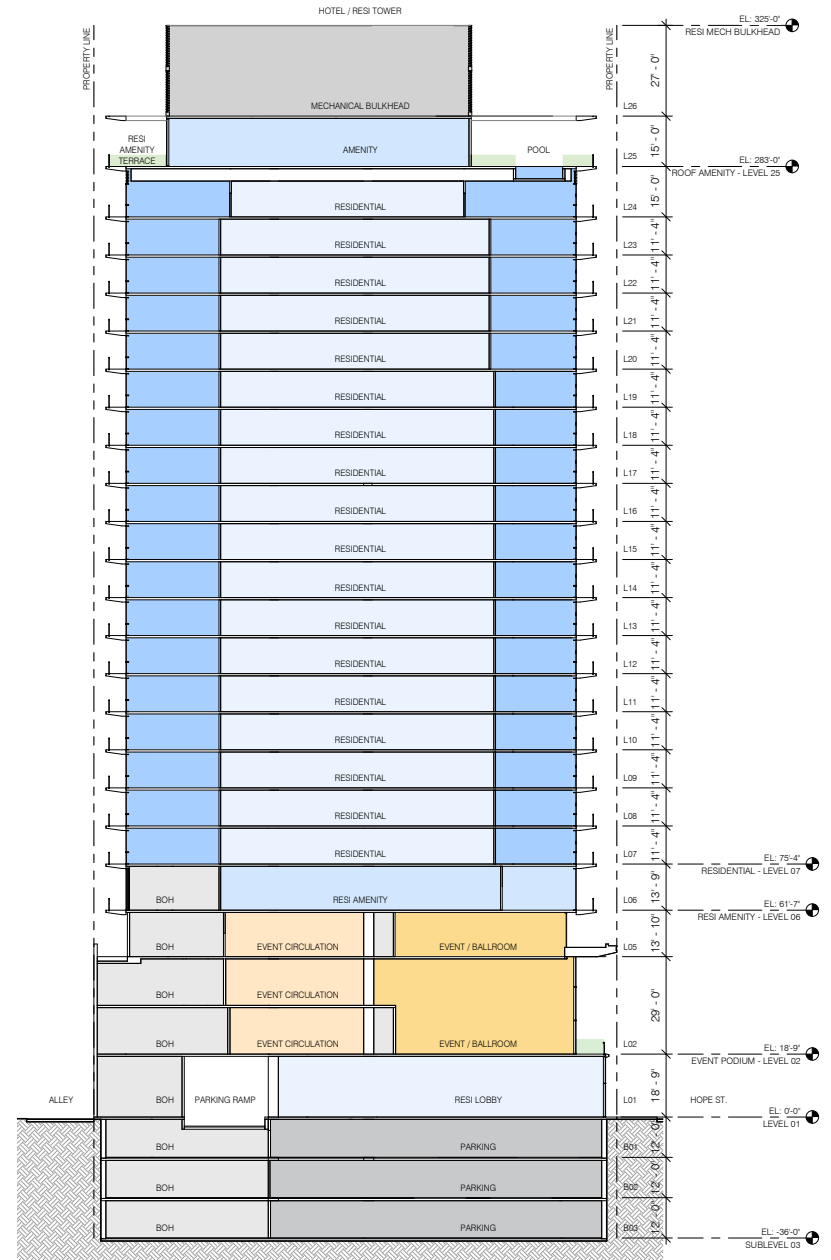 HOTEL / RESI TOWER
PROPERTY LINE
PROPERTY LINE
EL: 325'-0"
RESI MECH BULKHEAD
27' - 0"
MECHANICAL BULKHEAD
L26
RESI
AMENITY
TERRACE
AMENITY
POOL
L25
15' - 0"
EL: 283'-0"
ROOF AMENITY - LEVEL 25
RESIDENTIAL
L24
15' - 0"
RESIDENTIAL
L23
11' - 4"
RESIDENTIAL
L22
11' - 4"
RESIDENTIAL
L21
11' - 4"
RESIDENTIAL
L20
11' - 4"
RESIDENTIAL
L19
11' - 4"
RESIDENTIAL
L18
11' - 4"
RESIDENTIAL
L17
11' - 4"
RESIDENTIAL
L16
11' - 4"
RESIDENTIAL
L15
11' - 4"
RESIDENTIAL
L14
11' - 4"
RESIDENTIAL
L13
11' - 4"
RESIDENTIAL
L12
11' - 4"
RESIDENTIAL
L11
11' - 4"
RESIDENTIAL
L10
11' - 4"
RESIDENTIAL
L09
11' - 4"
RESIDENTIAL
L08
11' - 4"
RESIDENTIAL
L07
11' - 4"
EL: 75'-4"
RESIDENTIAL - LEVEL 07
BOH
RESI AMENITY
L06
13' - 9"
EL: 61'-7"
RESI AMENITY - LEVEL 06
BOH
EVENT CIRCULATION
EVENT / BALLROOM
L05
13' - 10"
BOH
EVENT CIRCULATION
29' - 0"
BOH
EVENT CIRCULATION
EVENT / BALLROOM
L02
EL: 18'-9"
EVENT PODIUM - LEVEL 02
ALLEY
BOH
PARKING RAMP
RESI LOBBY
L01
18' - 9"
HOPE ST.
EL: 0'-0"
LEVEL 01
BOH
PARKING
B01
12' - 0"
BOH
PARKING
B02
12' - 0"
BOH
PARKING
B03
12' - 0"
EL: -36'-0"
SUBLEVEL 03